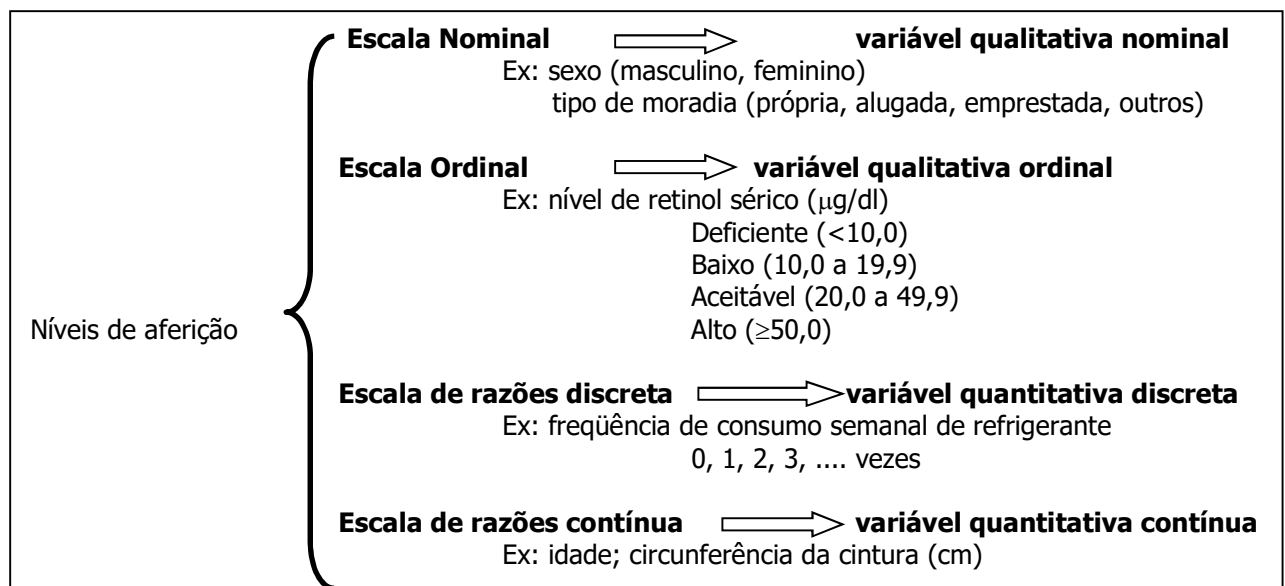 Escala Nominal variável qualitativa nominal
Ex: sexo (masculino, feminino)
tipo de moradia (própria, alugada, emprestada, outros)
Escala Ordinal variável qualitativa ordinal
Ex: nível de retinol sérico (μg/dl)
Deficiente (<10,0)
Baixo (10,0 a 19,9)
Aceitável (20,0 a 49,9)
Níveis de aferição
Alto (≥50,0)
Escala de razões discreta variável quantitativa discreta
Ex: freqüência de consumo semanal de refrigerante
0, 1, 2, 3, .... vezes
Escala de razões contínua variável quantitativa contínua
Ex: idade; circunferência da cintura (cm)